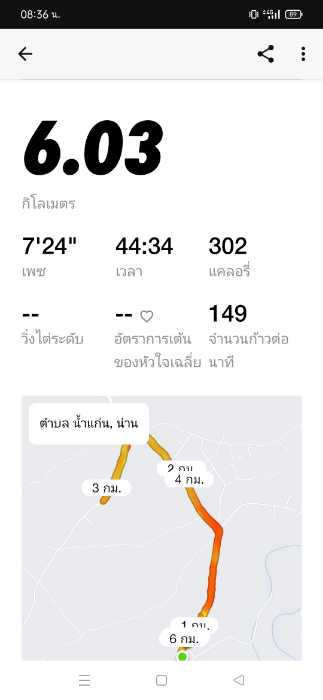 08:36 น.
6.03
กิโลเมตร
7'24" 44:34 302
เพซ เวลา แคลอรี่
-- -- 149
วิ่งไต่ระดับ อัตราการเต้น จำนวนก้าวต่อ
ของหัวใจเฉลี่ย นาที
ตำบล น้ำแก่น, น่าน
2 กม.
4 กม.
3 กม.
1 กม.
6 กม.